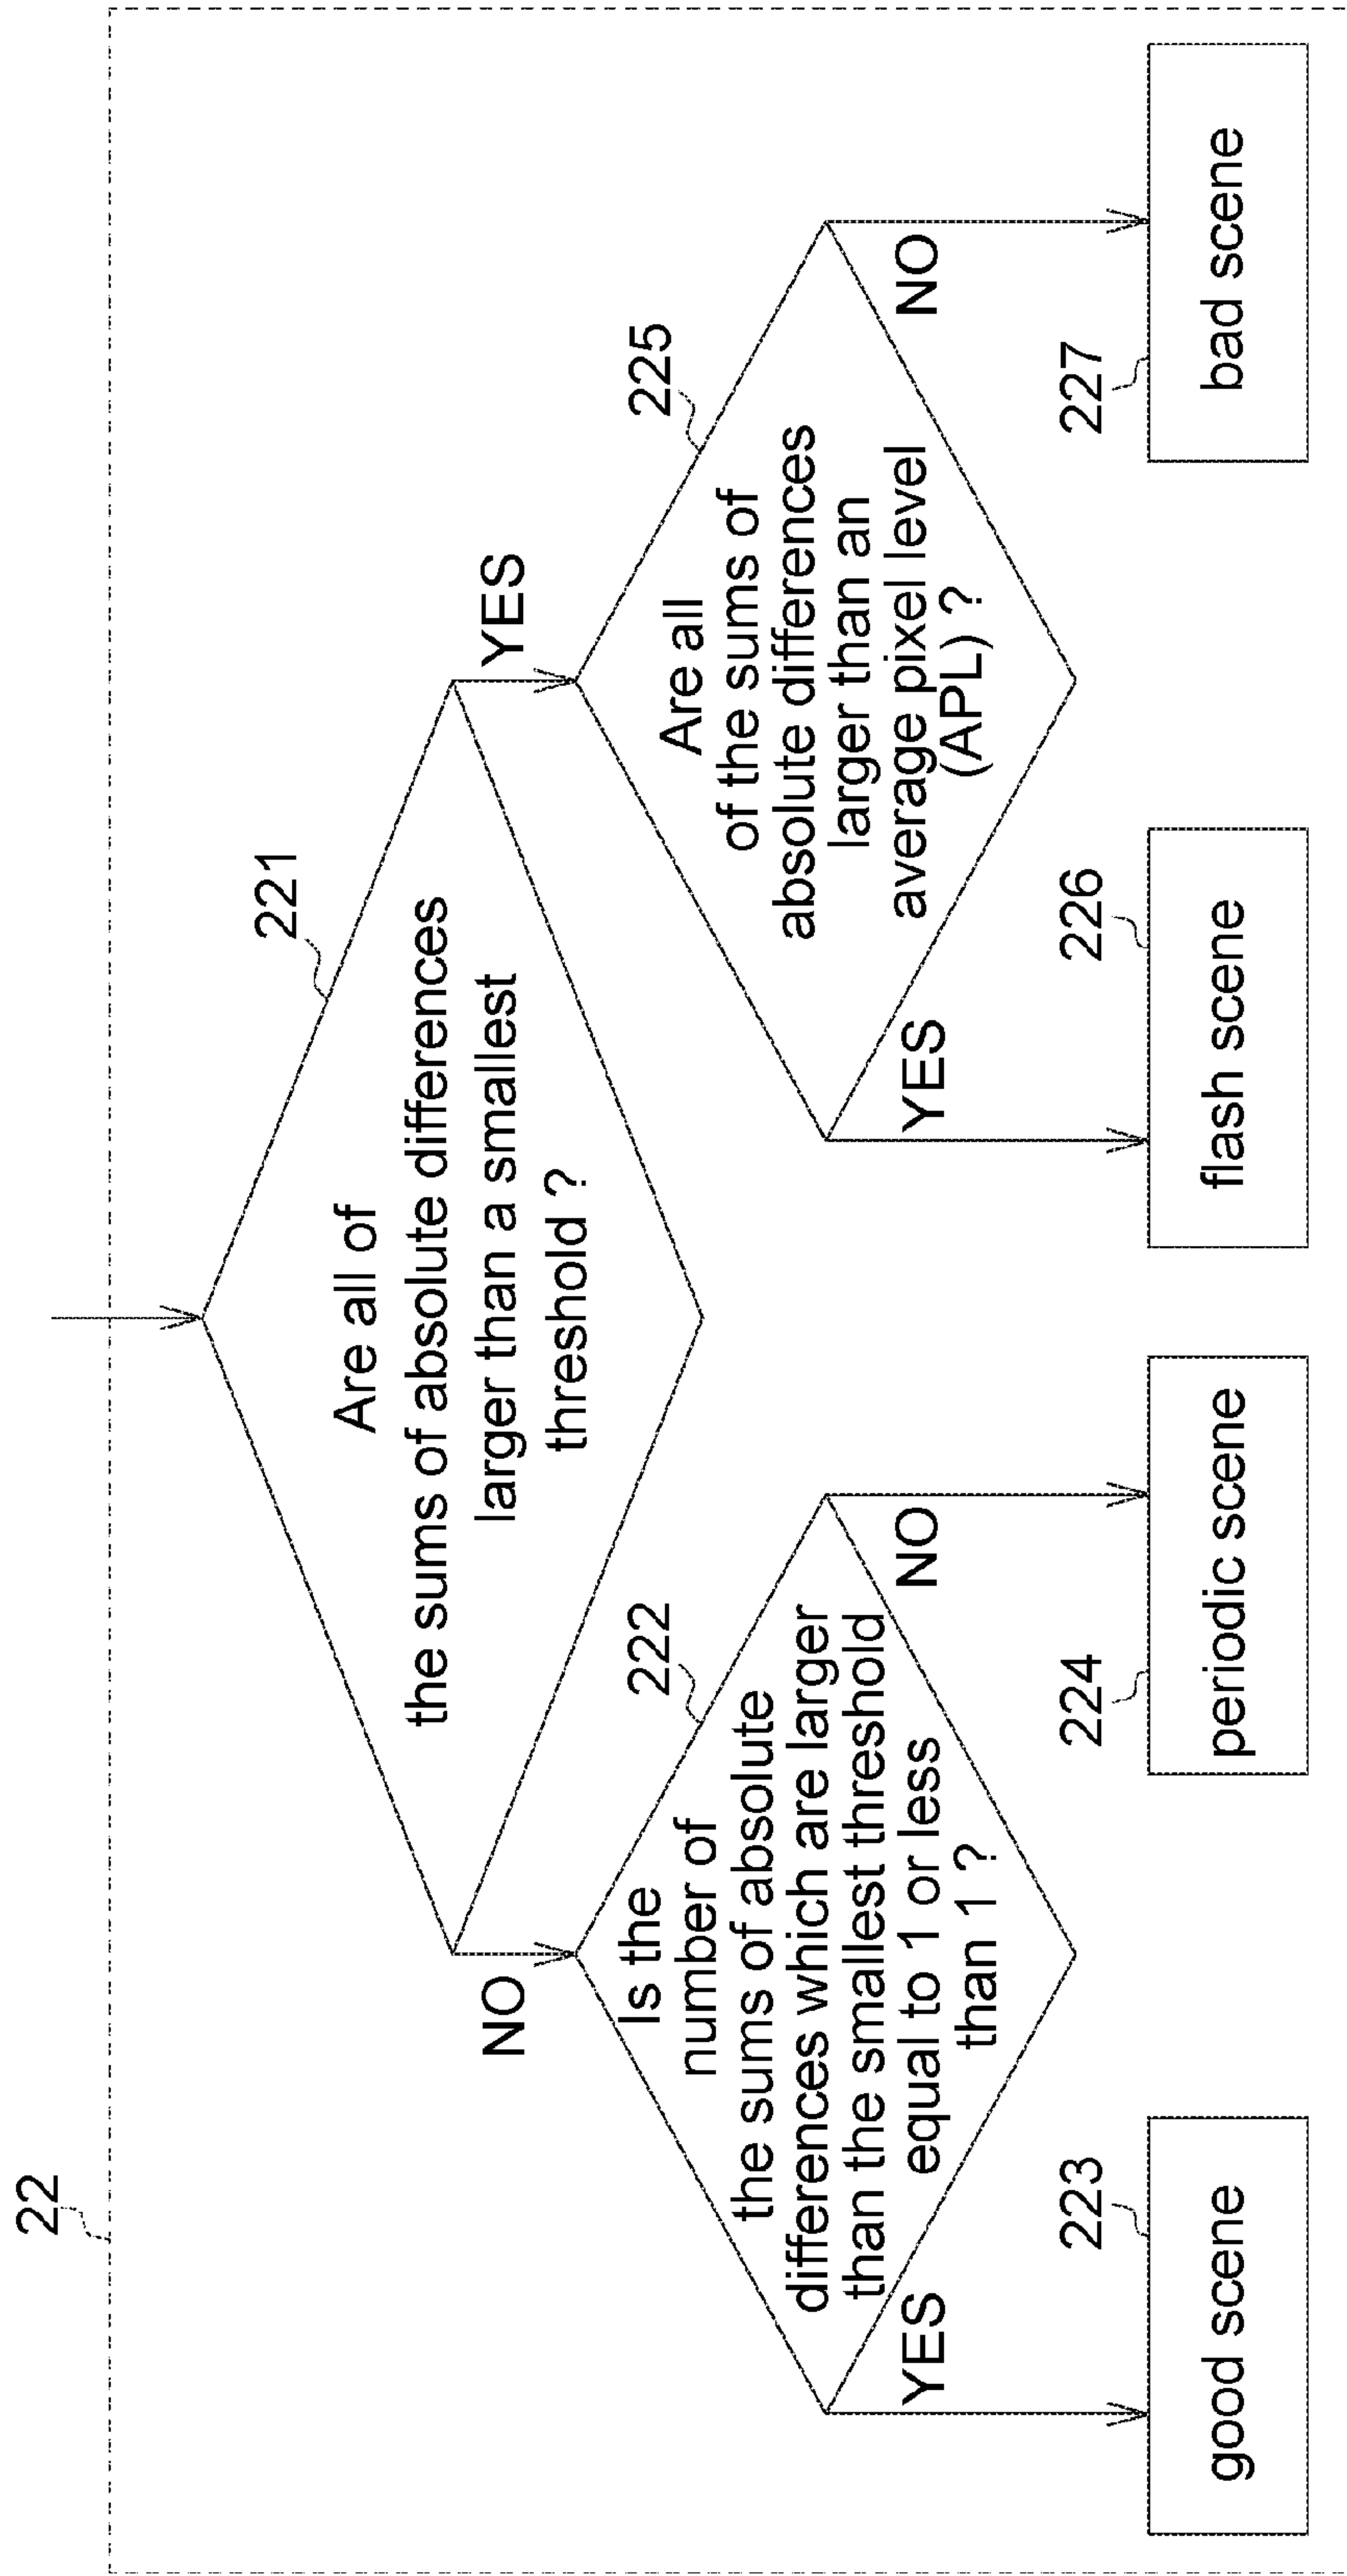 22
221
Are all of
the sums of absolute differences
larger than a smallest
threshold ?
NO
YES
222
Is the
number of
the sums of absolute
differences which are larger
than the smallest threshold
equal to 1 or less
than 1 ?
YES
NO
225
Are all
of the sums of
absolute differences
larger than an
average pixel level
(APL) ?
YES
NO
223
good scene
224
periodic scene
226
flash scene
227
bad scene